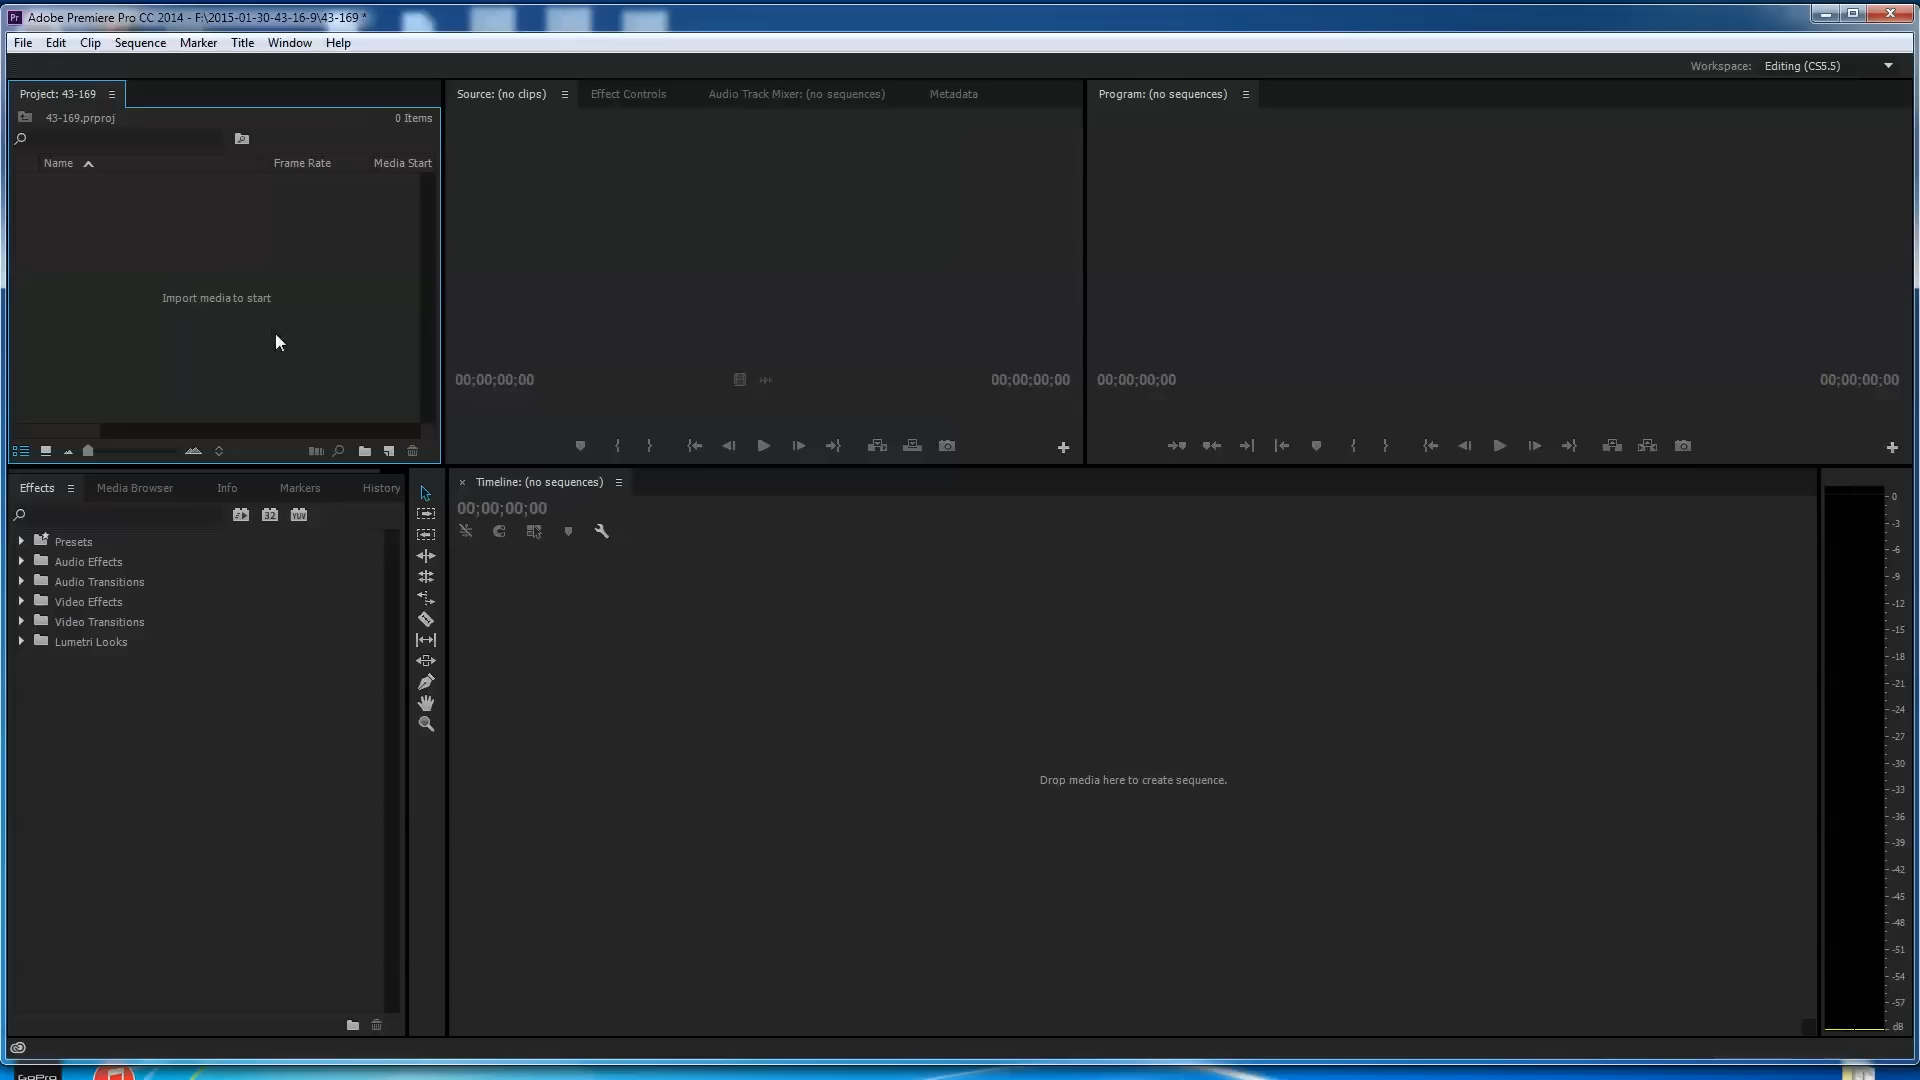 Pr Adobe Premiere Pro CC 2014 - F:\2015-01-30-43-16-9\43-169 *
File Edit Clip Sequence Marker Title Window Help
Workspace: Editing (CS5.5)
Project: 43-169
Source: (no clips) Effect Controls Audio Track Mixer: (no sequences) Metadata
Program: (no sequences)
43-169.prproj 0 Items
Name Frame Rate Media Start
Import media to start
00;00;00;00 00;00;00;00
00;00;00;00 00;00;00;00
Effects Media Browser Info Markers History
32 YUV
Presets
Audio Effects
Audio Transitions
Video Effects
Video Transitions
Lumetri Looks
Timeline: (no sequences)
00;00;00;00
Drop media here to create sequence.
0
-3
-6
-9
-12
-15
-18
-21
-24
-27
-30
-33
-36
-39
-42
-45
-48
-51
-54
-57
dB
GoPro